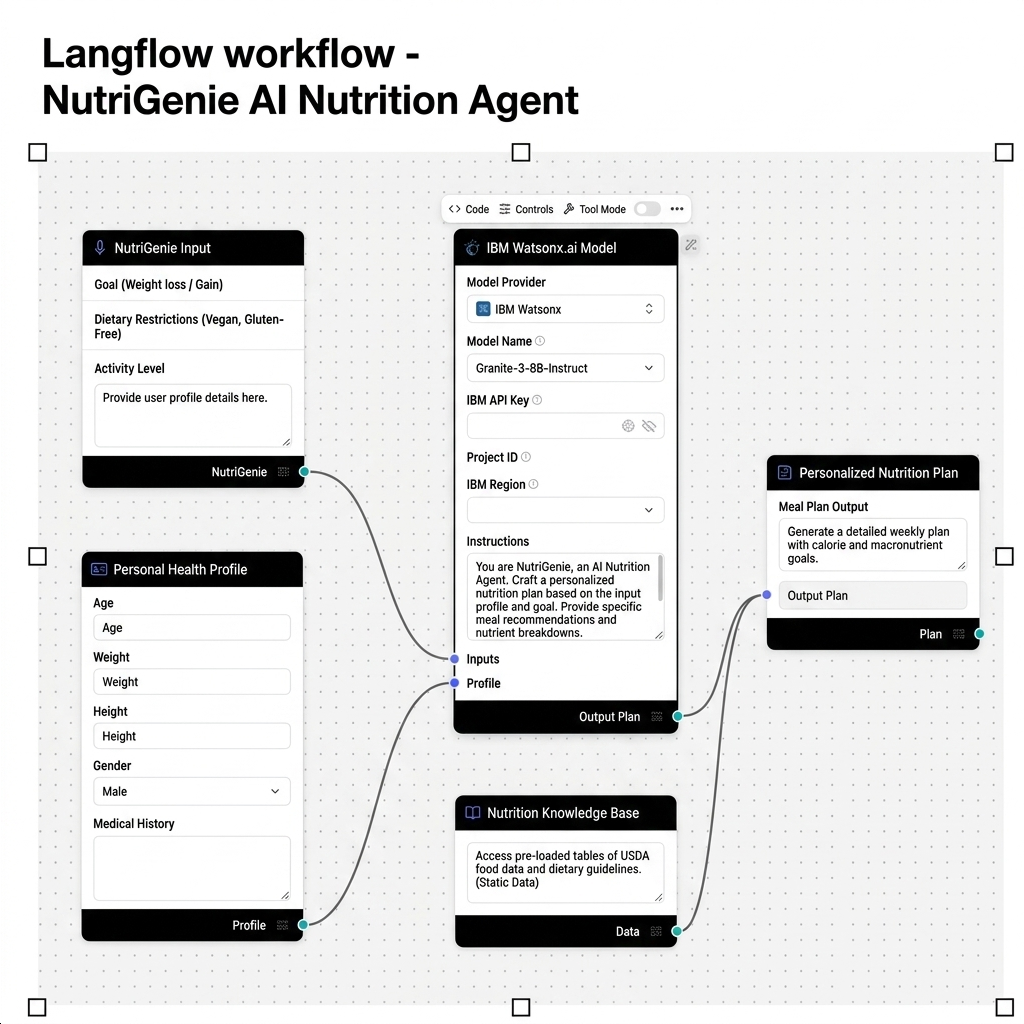 Langflow workflow -
NutriGenie AI Nutrition Agent
Code Controls Tool Mode
NutriGenie Input
Goal (Weight loss / Gain)
Dietary Restrictions (Vegan, Gluten-
Free)
Activity Level
Provide user profile details here.
NutriGenie
Personal Health Profile
Age
Age
Weight
Weight
Height
Height
Gender
Male
Medical History
Profile
IBM Watsonx.ai Model
Model Provider
IBM Watsonx
Model Name
Granite-3-8B-Instruct
IBM API Key
Project ID
IBM Region
Instructions
You are NutriGenie, an AI Nutrition
Agent. Craft a personalized
nutrition plan based on the input
profile and goal. Provide specific
meal recommendations and
nutrient breakdowns.
Inputs
Profile
Output Plan
Nutrition Knowledge Base
Access pre-loaded tables of USDA
food data and dietary guidelines.
(Static Data)
Data
Personalized Nutrition Plan
Meal Plan Output
Generate a detailed weekly plan
with calorie and macronutrient
goals.
Output Plan
Plan